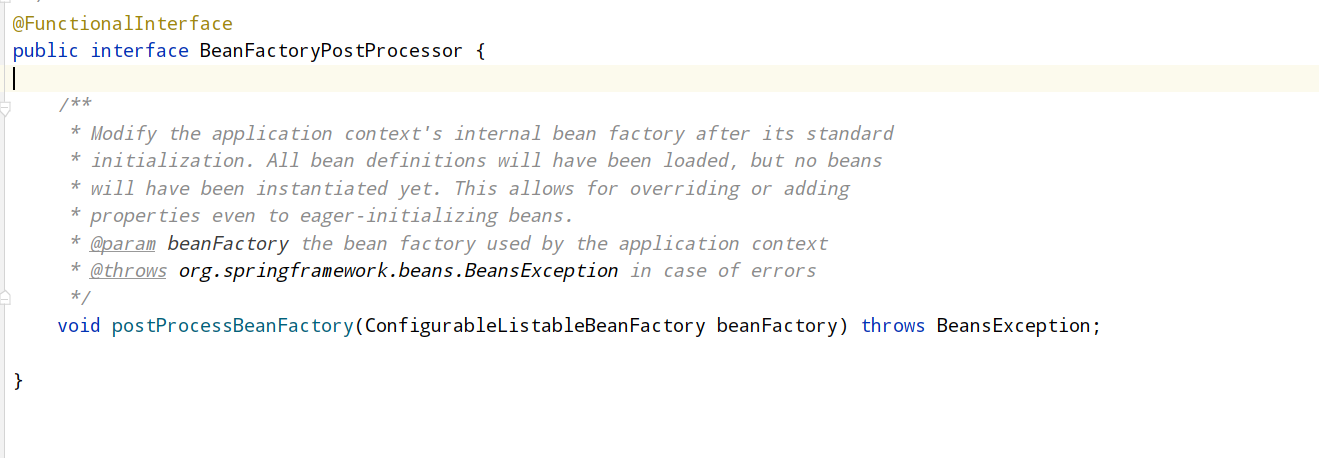 @FunctionalInterface
public interface BeanFactoryPostProcessor {
/**
* Modify the application context's internal bean factory after its standard
* initialization. All bean definitions will have been loaded, but no beans
* will have been instantiated yet. This allows for overriding or adding
* properties even to eager-initializing beans.
* @param beanFactory the bean factory used by the application context
* @throws org.springframework.beans.BeansException in case of errors
*/
void postProcessBeanFactory(ConfigurableListableBeanFactory beanFactory) throws BeansException;
}